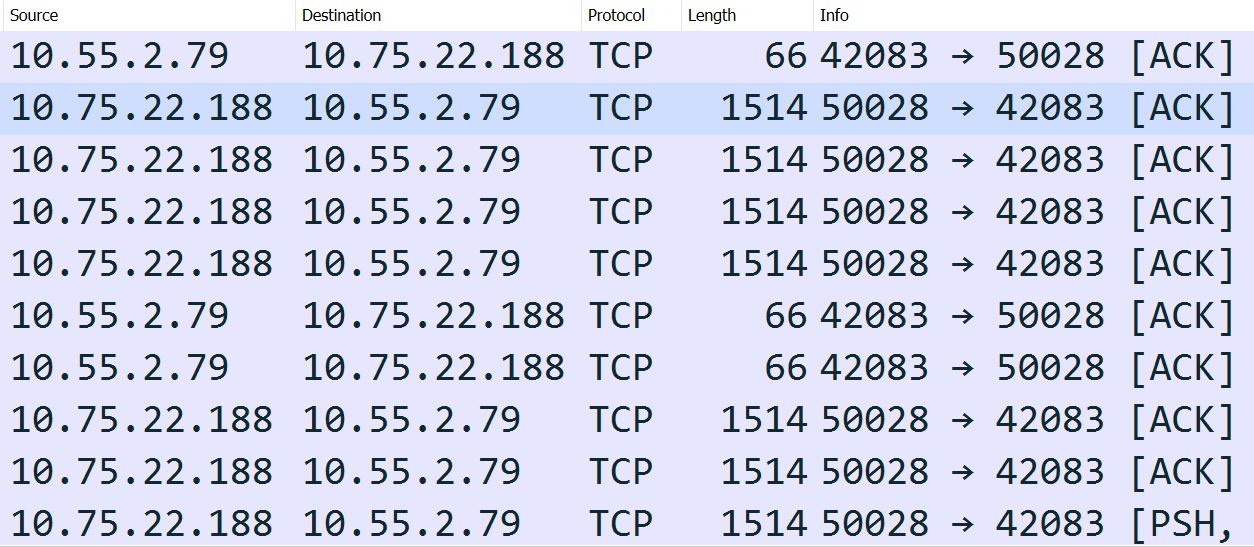 Source Destination Protocol Length Info
10.55.2.79 10.75.22.188 TCP 66 42083 → 50028 [ACK]
10.75.22.188 10.55.2.79 TCP 1514 50028 → 42083 [ACK]
10.75.22.188 10.55.2.79 TCP 1514 50028 → 42083 [ACK]
10.75.22.188 10.55.2.79 TCP 1514 50028 → 42083 [ACK]
10.75.22.188 10.55.2.79 TCP 1514 50028 → 42083 [ACK]
10.55.2.79 10.75.22.188 TCP 66 42083 → 50028 [ACK]
10.55.2.79 10.75.22.188 TCP 66 42083 → 50028 [ACK]
10.75.22.188 10.55.2.79 TCP 1514 50028 → 42083 [ACK]
10.75.22.188 10.55.2.79 TCP 1514 50028 → 42083 [ACK]
10.75.22.188 10.55.2.79 TCP 1514 50028 → 42083 [PSH,